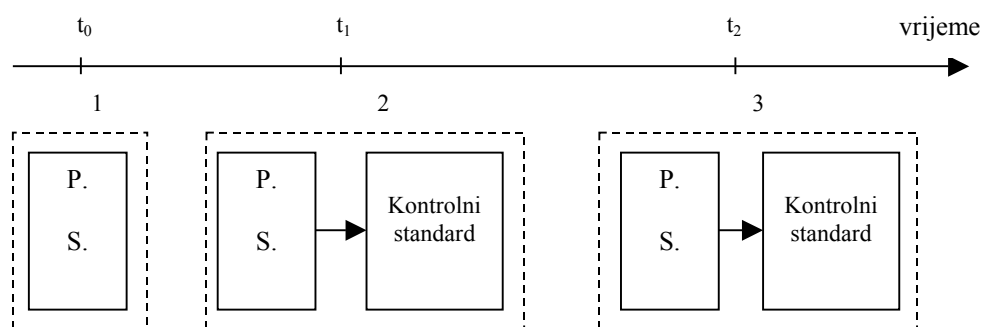 t₀ t₁ t₂ vrijeme
1 2 3
P.
S.
P.
S.
Kontrolni
standard
P.
S.
Kontrolni
standard